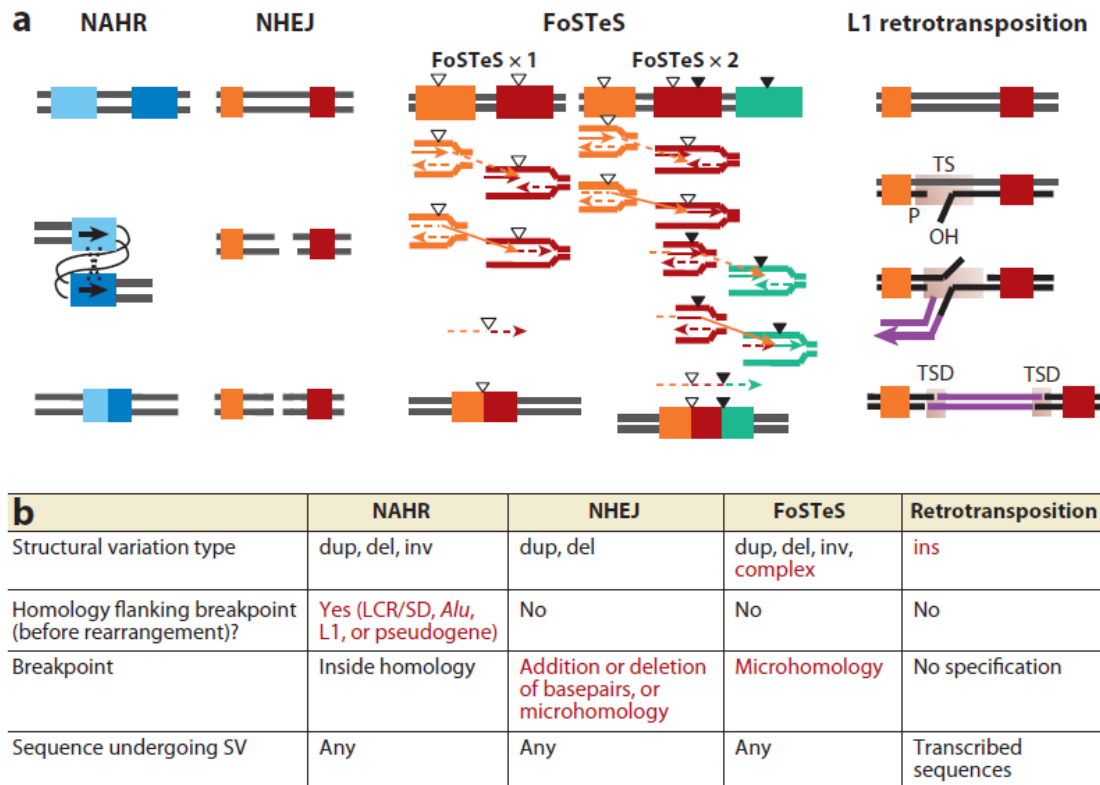 a
NAHR
NHEJ
FoSTeS
L1 retrotransposition
FoSTeS × 1
FoSTeS × 2
TS
P
OH
TSD
TSD
b
NAHR
NHEJ
FoSTeS
Retrotransposition
Structural variation type
dup, del, inv
dup, del
dup, del, inv,
complex
ins
Homology flanking breakpoint
(before rearrangement)?
Yes (LCR/SD, Alu,
L1, or pseudogene)
No
No
No
Breakpoint
Inside homology
Addition or deletion
of basepairs, or
microhomology
Microhomology
No specification
Sequence undergoing SV
Any
Any
Any
Transcribed
sequences